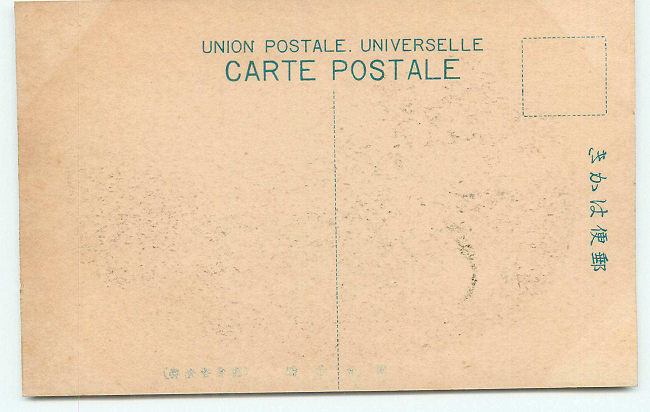 UNION POSTALE. UNIVERSELLE
CARTE POSTALE
きかは便郵